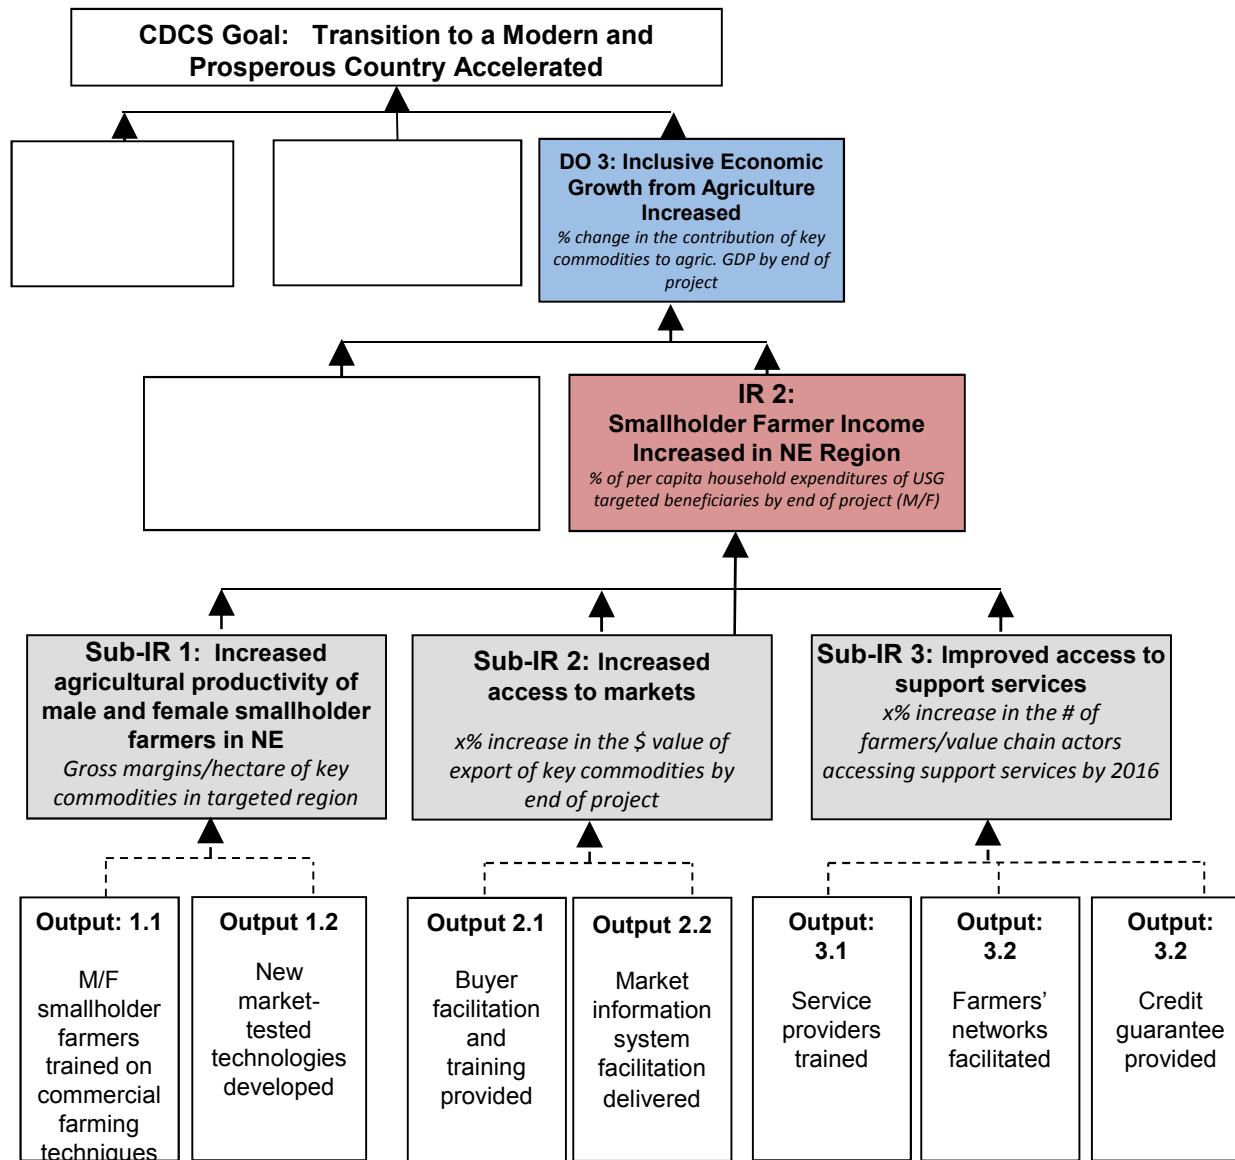 CDCS Goal: Transition to a Modern and
Prosperous Country Accelerated
DO 3: Inclusive Economic
Growth from Agriculture
Increased
% change in the contribution of key
commodities to agric. GDP by end of
project
IR 2:
Smallholder Farmer Income
Increased in NE Region
% of per capita household expenditures of USG
targeted beneficiaries by end of project (M/F)
Sub-IR 1: Increased
agricultural productivity of
male and female smallholder
farmers in NE
Gross margins/hectare of key
commodities in targeted region
Sub-IR 2: Increased
access to markets
x% increase in the $ value of
export of key commodities by
end of project
Sub-IR 3: Improved access to
support services
x% increase in the # of
farmers/value chain actors
accessing support services by 2016
Output: 1.1
M/F
smallholder
farmers
trained on
commercial
farming
techniques
Output 1.2
New
market-
tested
technologies
developed
Output 2.1
Buyer
facilitation
and
training
provided
Output 2.2
Market
information
system
facilitation
delivered
Output:
3.1
Service
providers
trained
Output:
3.2
Farmers’
networks
facilitated
Output:
3.2
Credit
guarantee
provided